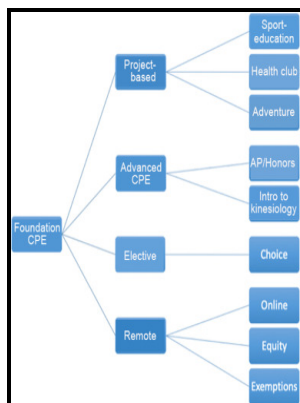 Sport-
education
Project-
based
Health club
Adventure
Advanced
CPE
AP/Honors
Intro to
kinesiology
Foundation
CPE
Elective
Choice
Remote
Online
Equity
Exemptions